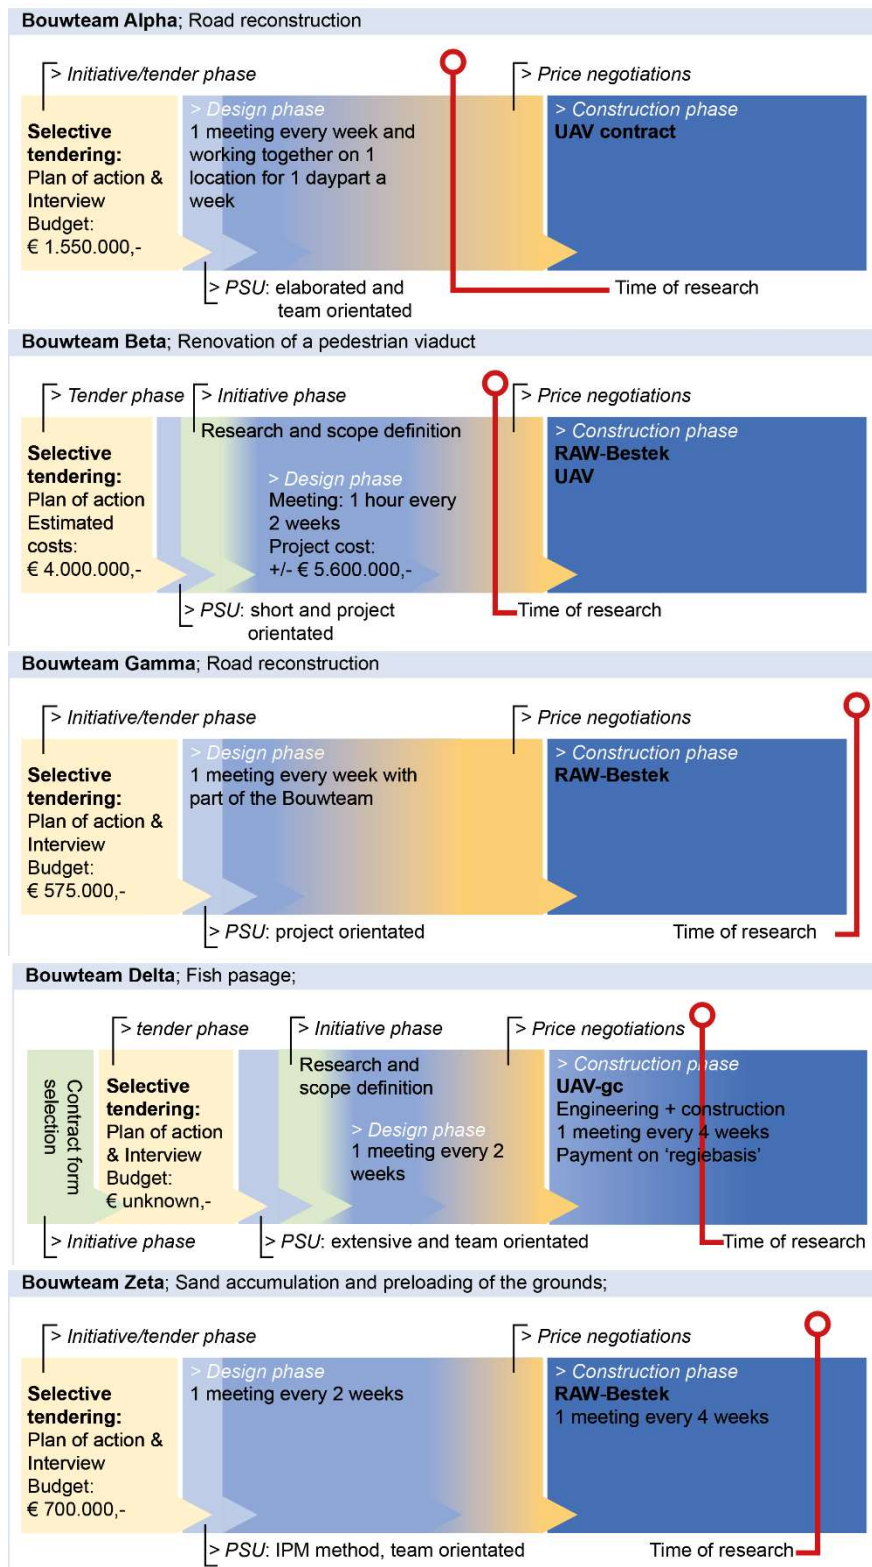 Bouwteam Alpha; Road reconstruction
> Initiative/tender phase
> Price negotiations
Selective
tendering:
Plan of action &
Interview
Budget:
€ 1.550.000,-
> Design phase
1 meeting every week and
working together on 1
location for 1 daypart a
week
> Construction phase
UAV contract
> PSU: elaborated and
team orientated
Time of research
Bouwteam Beta; Renovation of a pedestrian viaduct
> Tender phase
> Initiative phase
> Price negotiations
Selective
tendering:
Plan of action
Estimated
costs:
€ 4.000.000,-
Research and scope definition
> Design phase
Meeting: 1 hour every
2 weeks
Project cost:
+/- € 5.600.000,-
> Construction phase
RAW-Bestek
UAV
> PSU: short and project
orientated
Time of research
Bouwteam Gamma; Road reconstruction
> Initiative/tender phase
> Price negotiations
Selective
tendering:
Plan of action &
Interview
Budget:
€ 575.000,-
> Design phase
1 meeting every week with
part of the Bouwteam
> Construction phase
RAW-Bestek
> PSU: project orientated
Time of research
Bouwteam Delta; Fish pasage;
> tender phase
> Initiative phase
> Price negotiations
Contract form
selection
Selective
tendering:
Plan of action
& Interview
Budget:
€ unknown,-
Research and
scope definition
> Design phase
1 meeting every 2
weeks
> Construction phase
UAV-gc
Engineering + construction
1 meeting every 4 weeks
Payment on ‘regiebasis’
> Initiative phase
> PSU: extensive and team orientated
Time of research
Bouwteam Zeta; Sand accumulation and preloading of the grounds;
> Initiative/tender phase
> Price negotiations
Selective
tendering:
Plan of action &
Interview
Budget:
€ 700.000,-
> Design phase
1 meeting every 2 weeks
> Construction phase
RAW-Bestek
1 meeting every 4 weeks
> PSU: IPM method, team orientated
Time of research